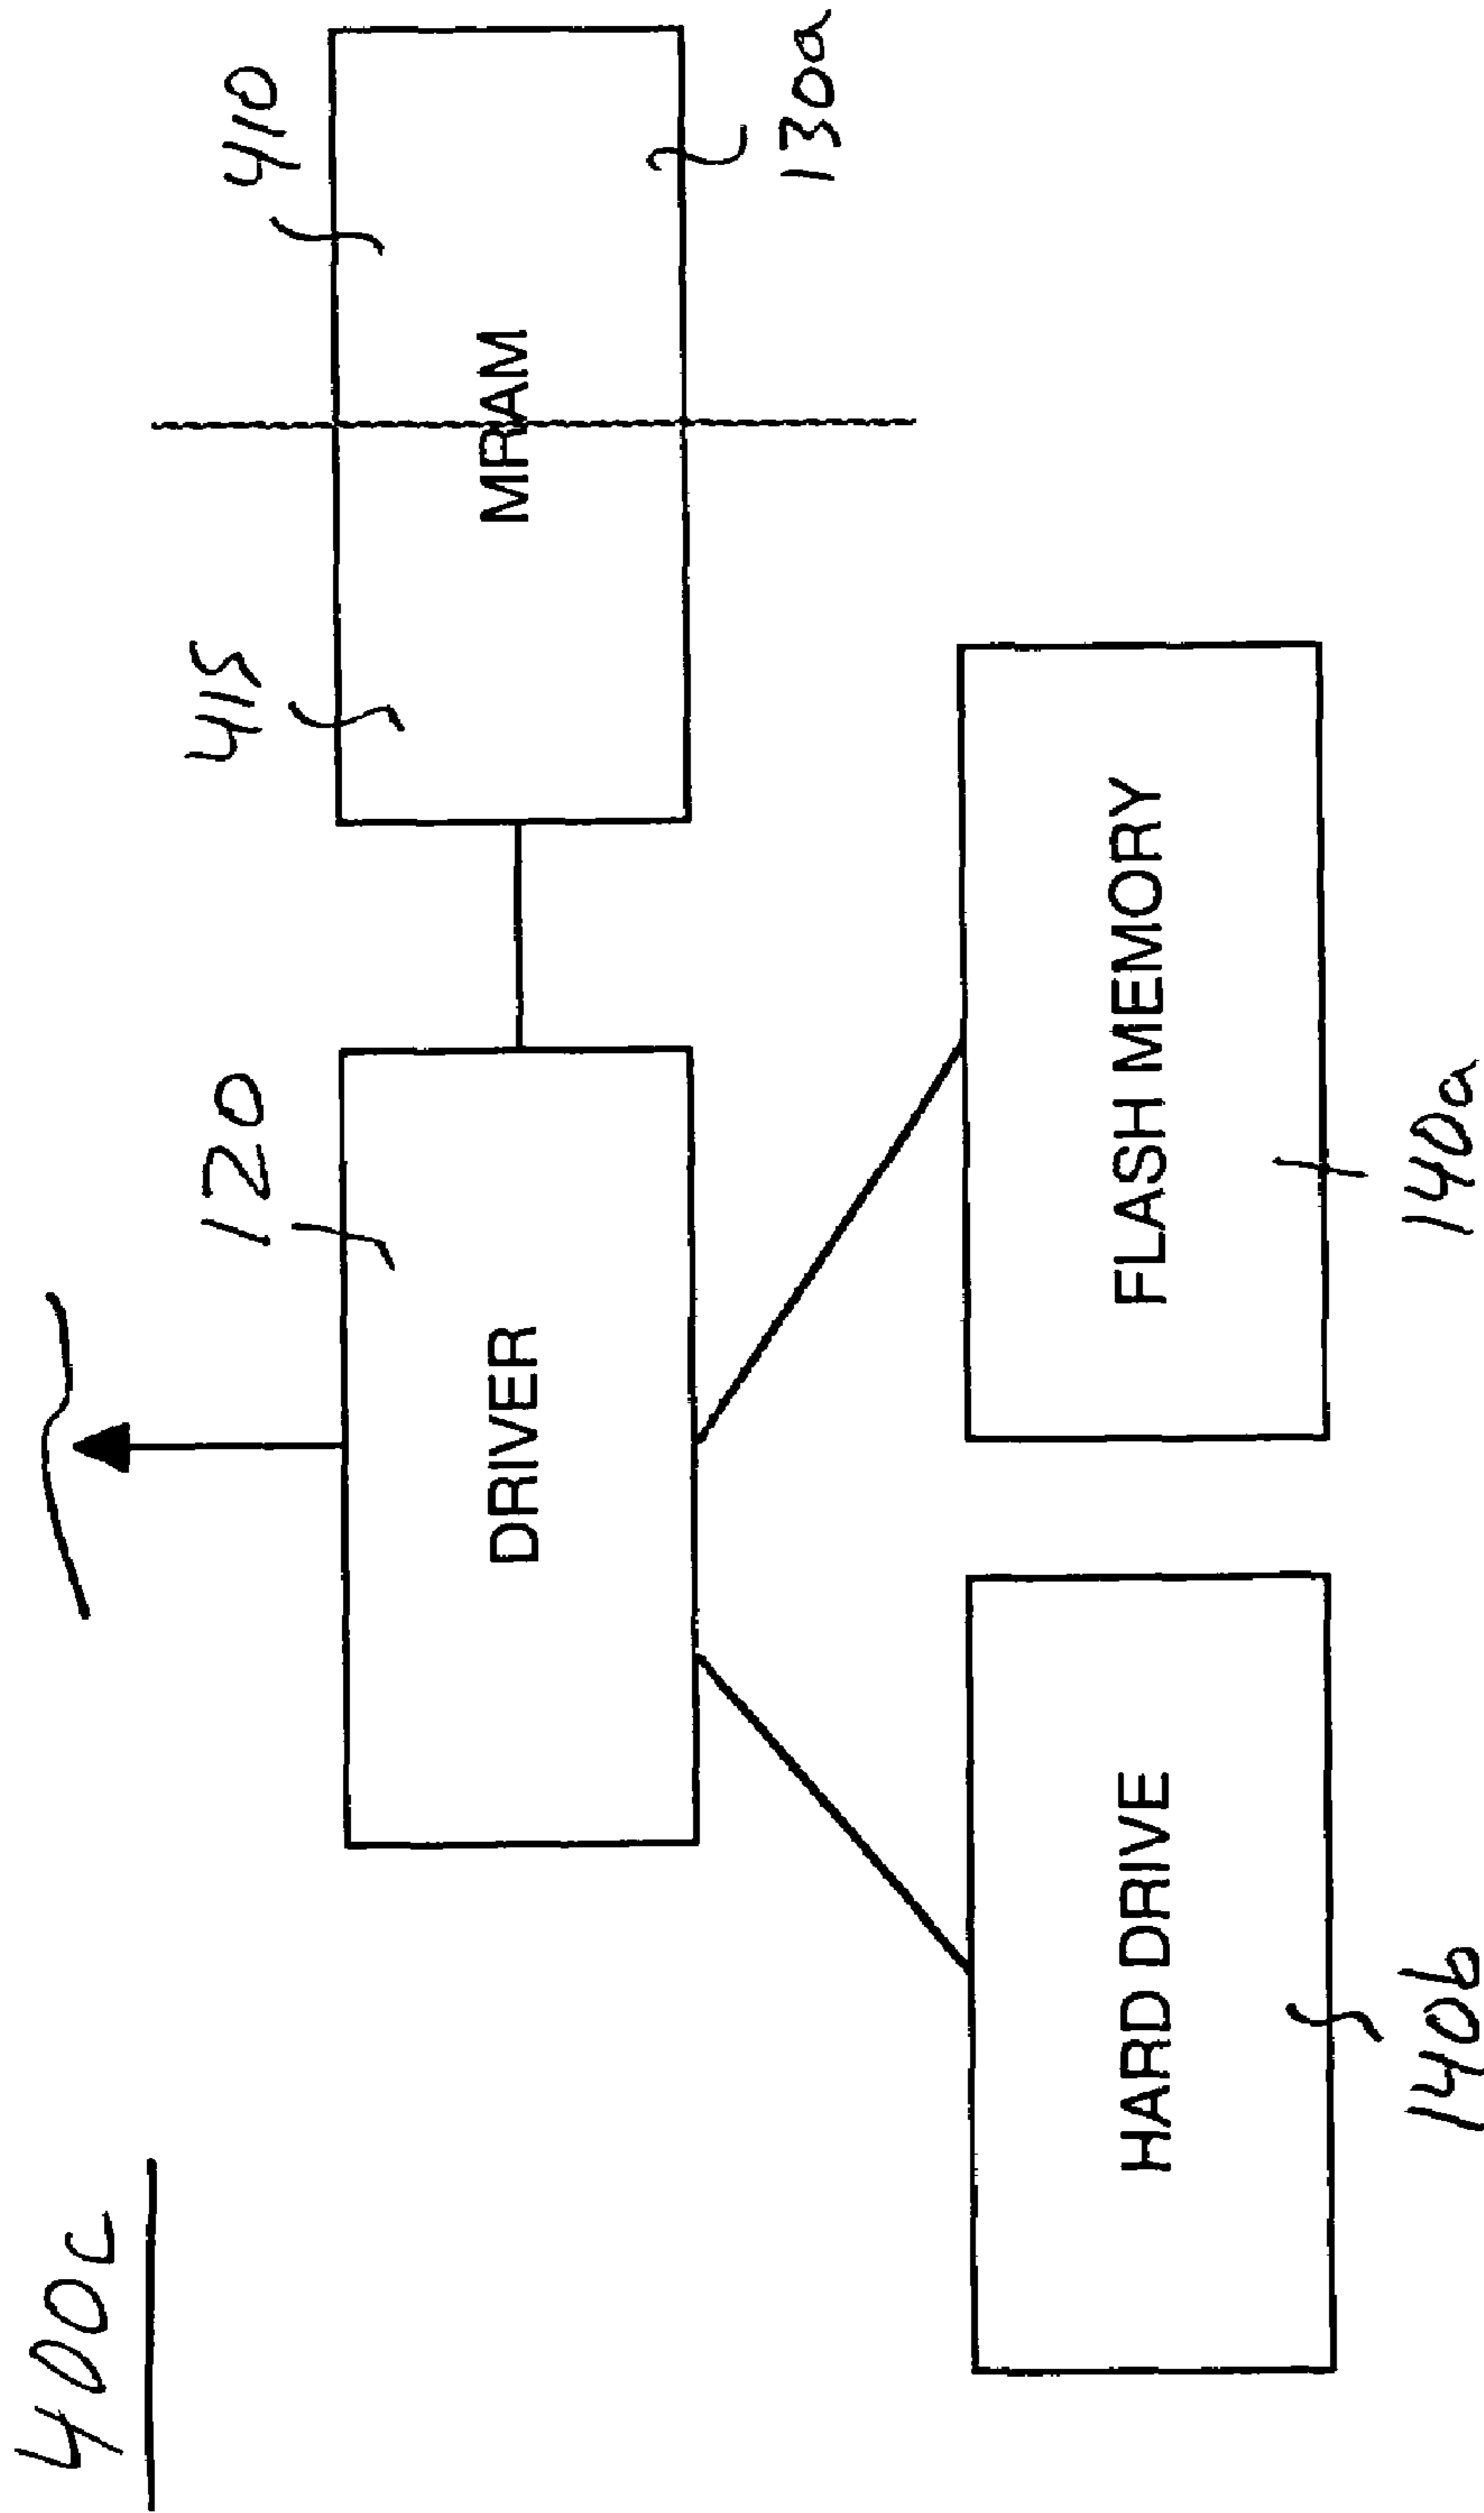 400c
120
415
410
DRIVER
MRAM
130a
HARD DRIVE
FLASH MEMORY
140b
140a